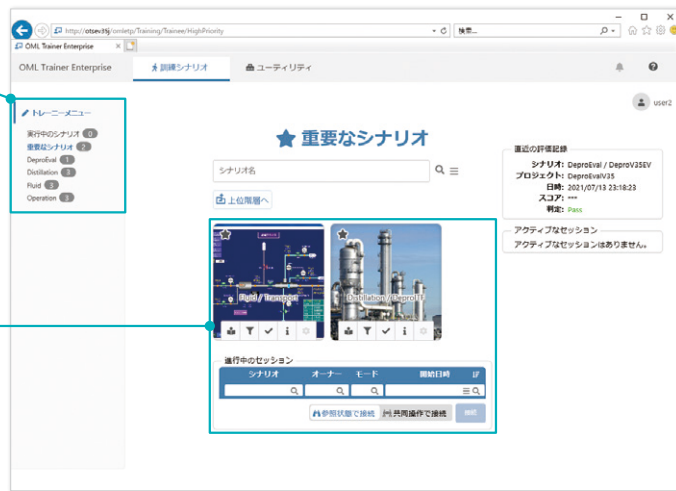 http://otsev35j/omletp/Training/Trainee/HighPriority
検索...
OML Trainer Enterprise
OML Trainer Enterprise
訓練シナリオ
ユーティリティ
user2
トレーニーメニュー
実行中のシナリオ 0
重要なシナリオ 2
DeproEval 1
Distillation 3
Fluid 3
Operation 3
重要なシナリオ
シナリオ名
上位階層へ
Fluid / Transport
進行中のセッション
シナリオ オーナー モード 開始日時
参照状態で接続 共同操作で接続
直近の評価記録
シナリオ: DeproEval / DeproV35EV
プロジェクト: DeproEvalV35
日時: 2021/07/13 23:18:23
スコア: ***
判定: Pass
アクティブなセッション
アクティブなセッションはありません。